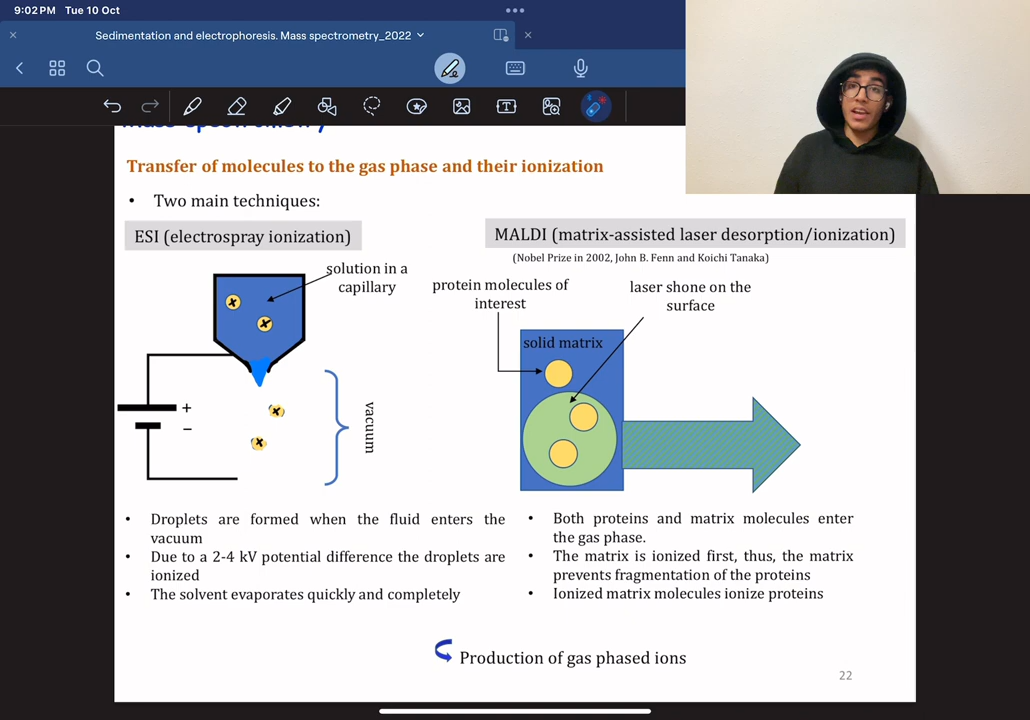 9:02 PM Tue 10 Oct
Sedimentation and electrophoresis. Mass spectrometry_2022
Mass spectrometry
Transfer of molecules to the gas phase and their ionization
• Two main techniques:
ESI (electrospray ionization)
solution in a
capillary
+
−
vacuum
• Droplets are formed when the fluid enters the
vacuum
• Due to a 2-4 kV potential difference the droplets are
ionized
• The solvent evaporates quickly and completely
MALDI (matrix-assisted laser desorption/ionization)
(Nobel Prize in 2002, John B. Fenn and Koichi Tanaka)
protein molecules of
interest
laser shone on the
surface
solid matrix
• Both proteins and matrix molecules enter
the gas phase.
• The matrix is ionized first, thus, the matrix
prevents fragmentation of the proteins
• Ionized matrix molecules ionize proteins
Production of gas phased ions
22